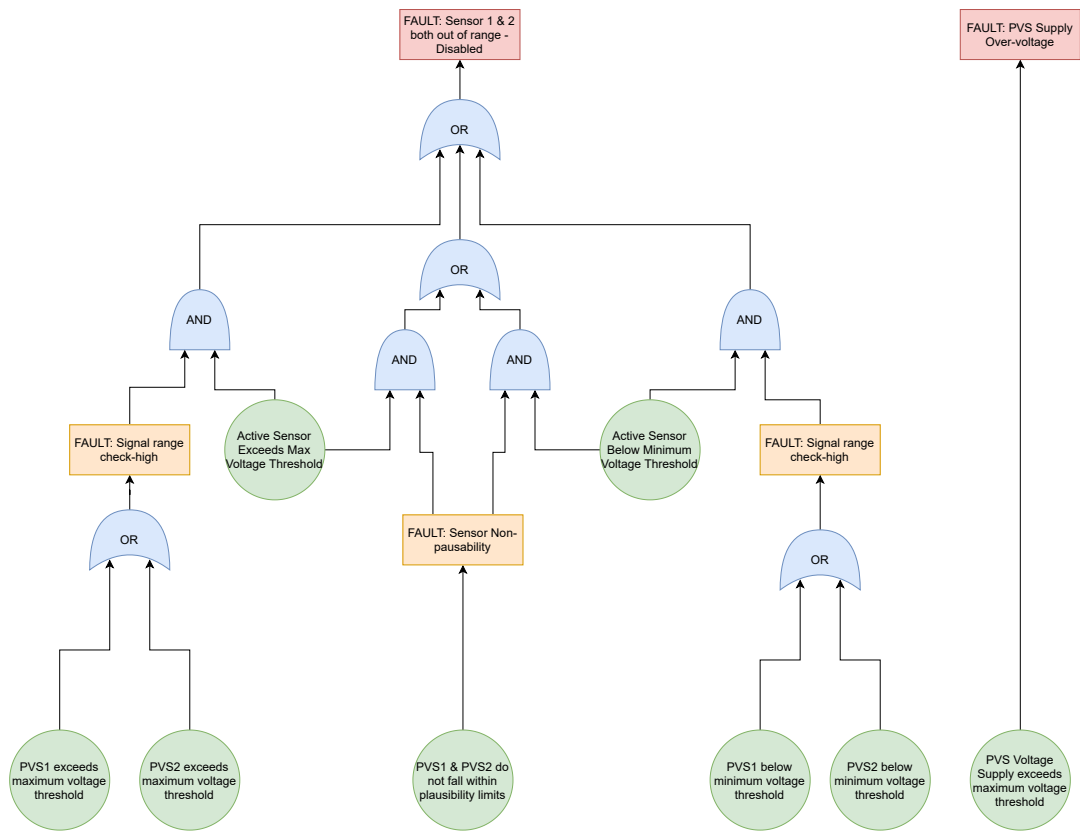 FAULT: Sensor 1 & 2
both out of range -
Disabled
FAULT: PVS Supply
Over-voltage
OR
OR
AND
AND
AND
AND
FAULT: Signal range
check-high
Active Sensor
Exceeds Max
Voltage Threshold
Active Sensor
Below Minimum
Voltage Threshold
FAULT: Signal range
check-high
FAULT: Sensor Non-
pausability
OR
OR
PVS1 exceeds
maximum voltage
threshold
PVS2 exceeds
maximum voltage
threshold
PVS1 & PVS2 do
not fall within
plausibility limits
PVS1 below
minimum voltage
threshold
PVS2 below
minimum voltage
threshold
PVS Voltage
Supply exceeds
maximum voltage
threshold